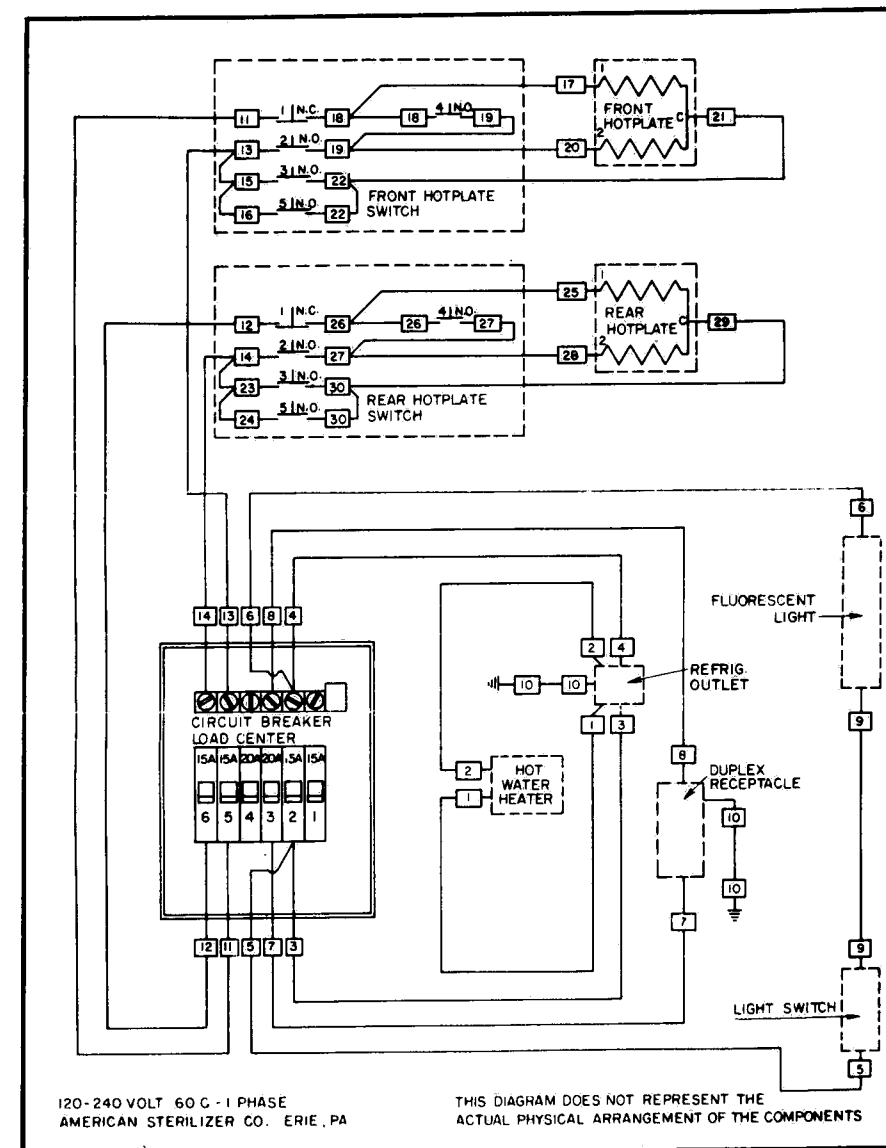 1 17
11 1 N.C. 18 18 4 N.O. 19 FRONT
HOTPLATE C 21
13 2 N.O. 19 20 2
15 3 N.O. 22
FRONT HOTPLATE
SWITCH
16 5 N.O. 22
1 25
12 1 N.C. 26 26 4 N.O. 27 REAR
HOTPLATE C 29
14 2 N.O. 27 28 2
23 3 N.O. 30
REAR HOTPLATE
SWITCH
24 5 N.O. 30
6
14 13 6 8 4
FLUORESCENT
LIGHT
2 4
REFRIG.
OUTLET
10 10
1 3
9
CIRCUIT BREAKER
LOAD CENTER
15A 15A 20A 20A 15A 15A
6 5 4 3 2 1
2 HOT
WATER
HEATER
1
8
DUPLEX
RECEPTACLE
10
10
7
12 11 5 7 3
9
LIGHT SWITCH
5
120-240 VOLT 60 C - 1 PHASE
AMERICAN STERILIZER CO. ERIE, PA
THIS DIAGRAM DOES NOT REPRESENT THE
ACTUAL PHYSICAL ARRANGEMENT OF THE COMPONENTS